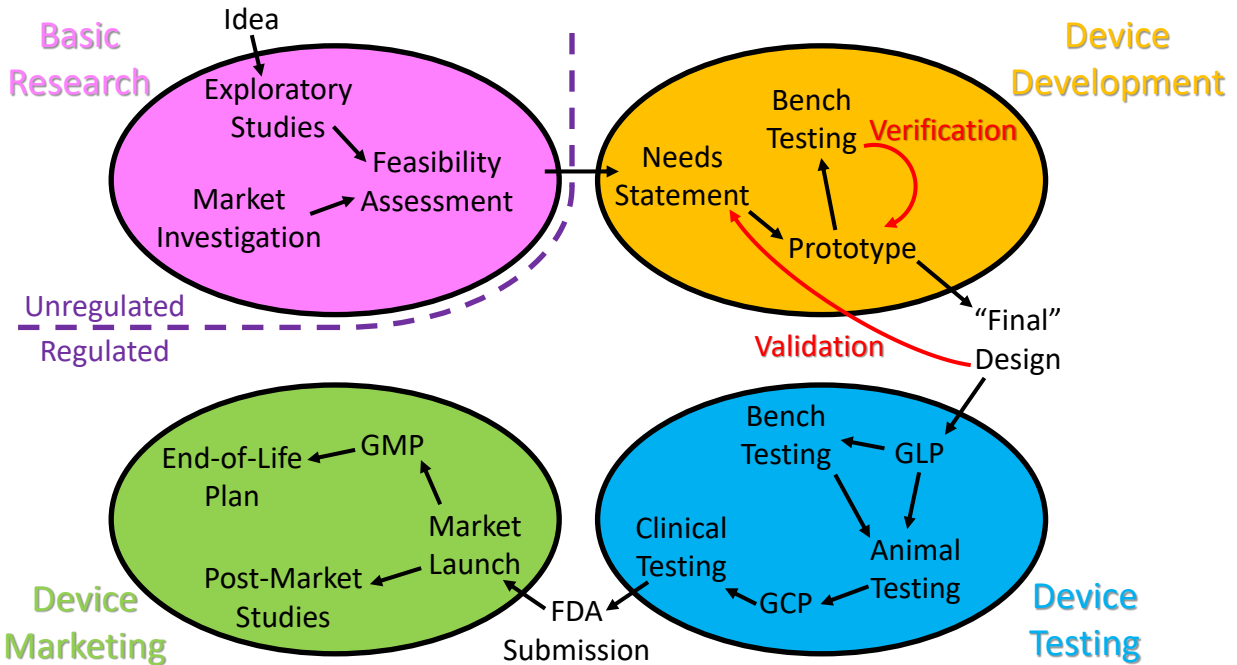 Basic
Research
Idea
Exploratory
Studies
Feasibility
Assessment
Market
Investigation
Unregulated
Regulated
Device
Development
Bench
Testing
Verification
Needs
Statement
Prototype
Validation
“Final”
Design
Bench
Testing
GLP
Animal
Testing
GCP
Clinical
Testing
Device
Testing
FDA
Submission
Market
Launch
GMP
End-of-Life
Plan
Post-Market
Studies
Device
Marketing